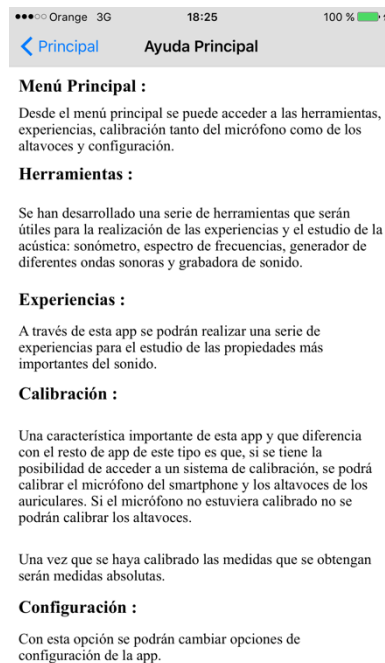 Orange 3G 18:25 100 %
Principal Ayuda Principal
Menú Principal :
Desde el menú principal se puede acceder a las herramientas,
experiencias, calibración tanto del micrófono como de los
altavoces y configuración.
Herramientas :
Se han desarrollado una serie de herramientas que serán
útiles para la realización de las experiencias y el estudio de la
acústica: sonómetro, espectro de frecuencias, generador de
diferentes ondas sonoras y grabadora de sonido.
Experiencias :
A través de esta app se podrán realizar una serie de
experiencias para el estudio de las propiedades más
importantes del sonido.
Calibración :
Una característica importante de esta app y que diferencia
con el resto de app de este tipo es que, si se tiene la
posibilidad de acceder a un sistema de calibración, se podrá
calibrar el micrófono del smartphone y los altavoces de los
auriculares. Si el micrófono no estuviera calibrado no se
podrán calibrar los altavoces.
Una vez que se haya calibrado las medidas que se obtengan
serán medidas absolutas.
Configuración :
Con esta opción se podrán cambiar opciones de
configuración de la app.